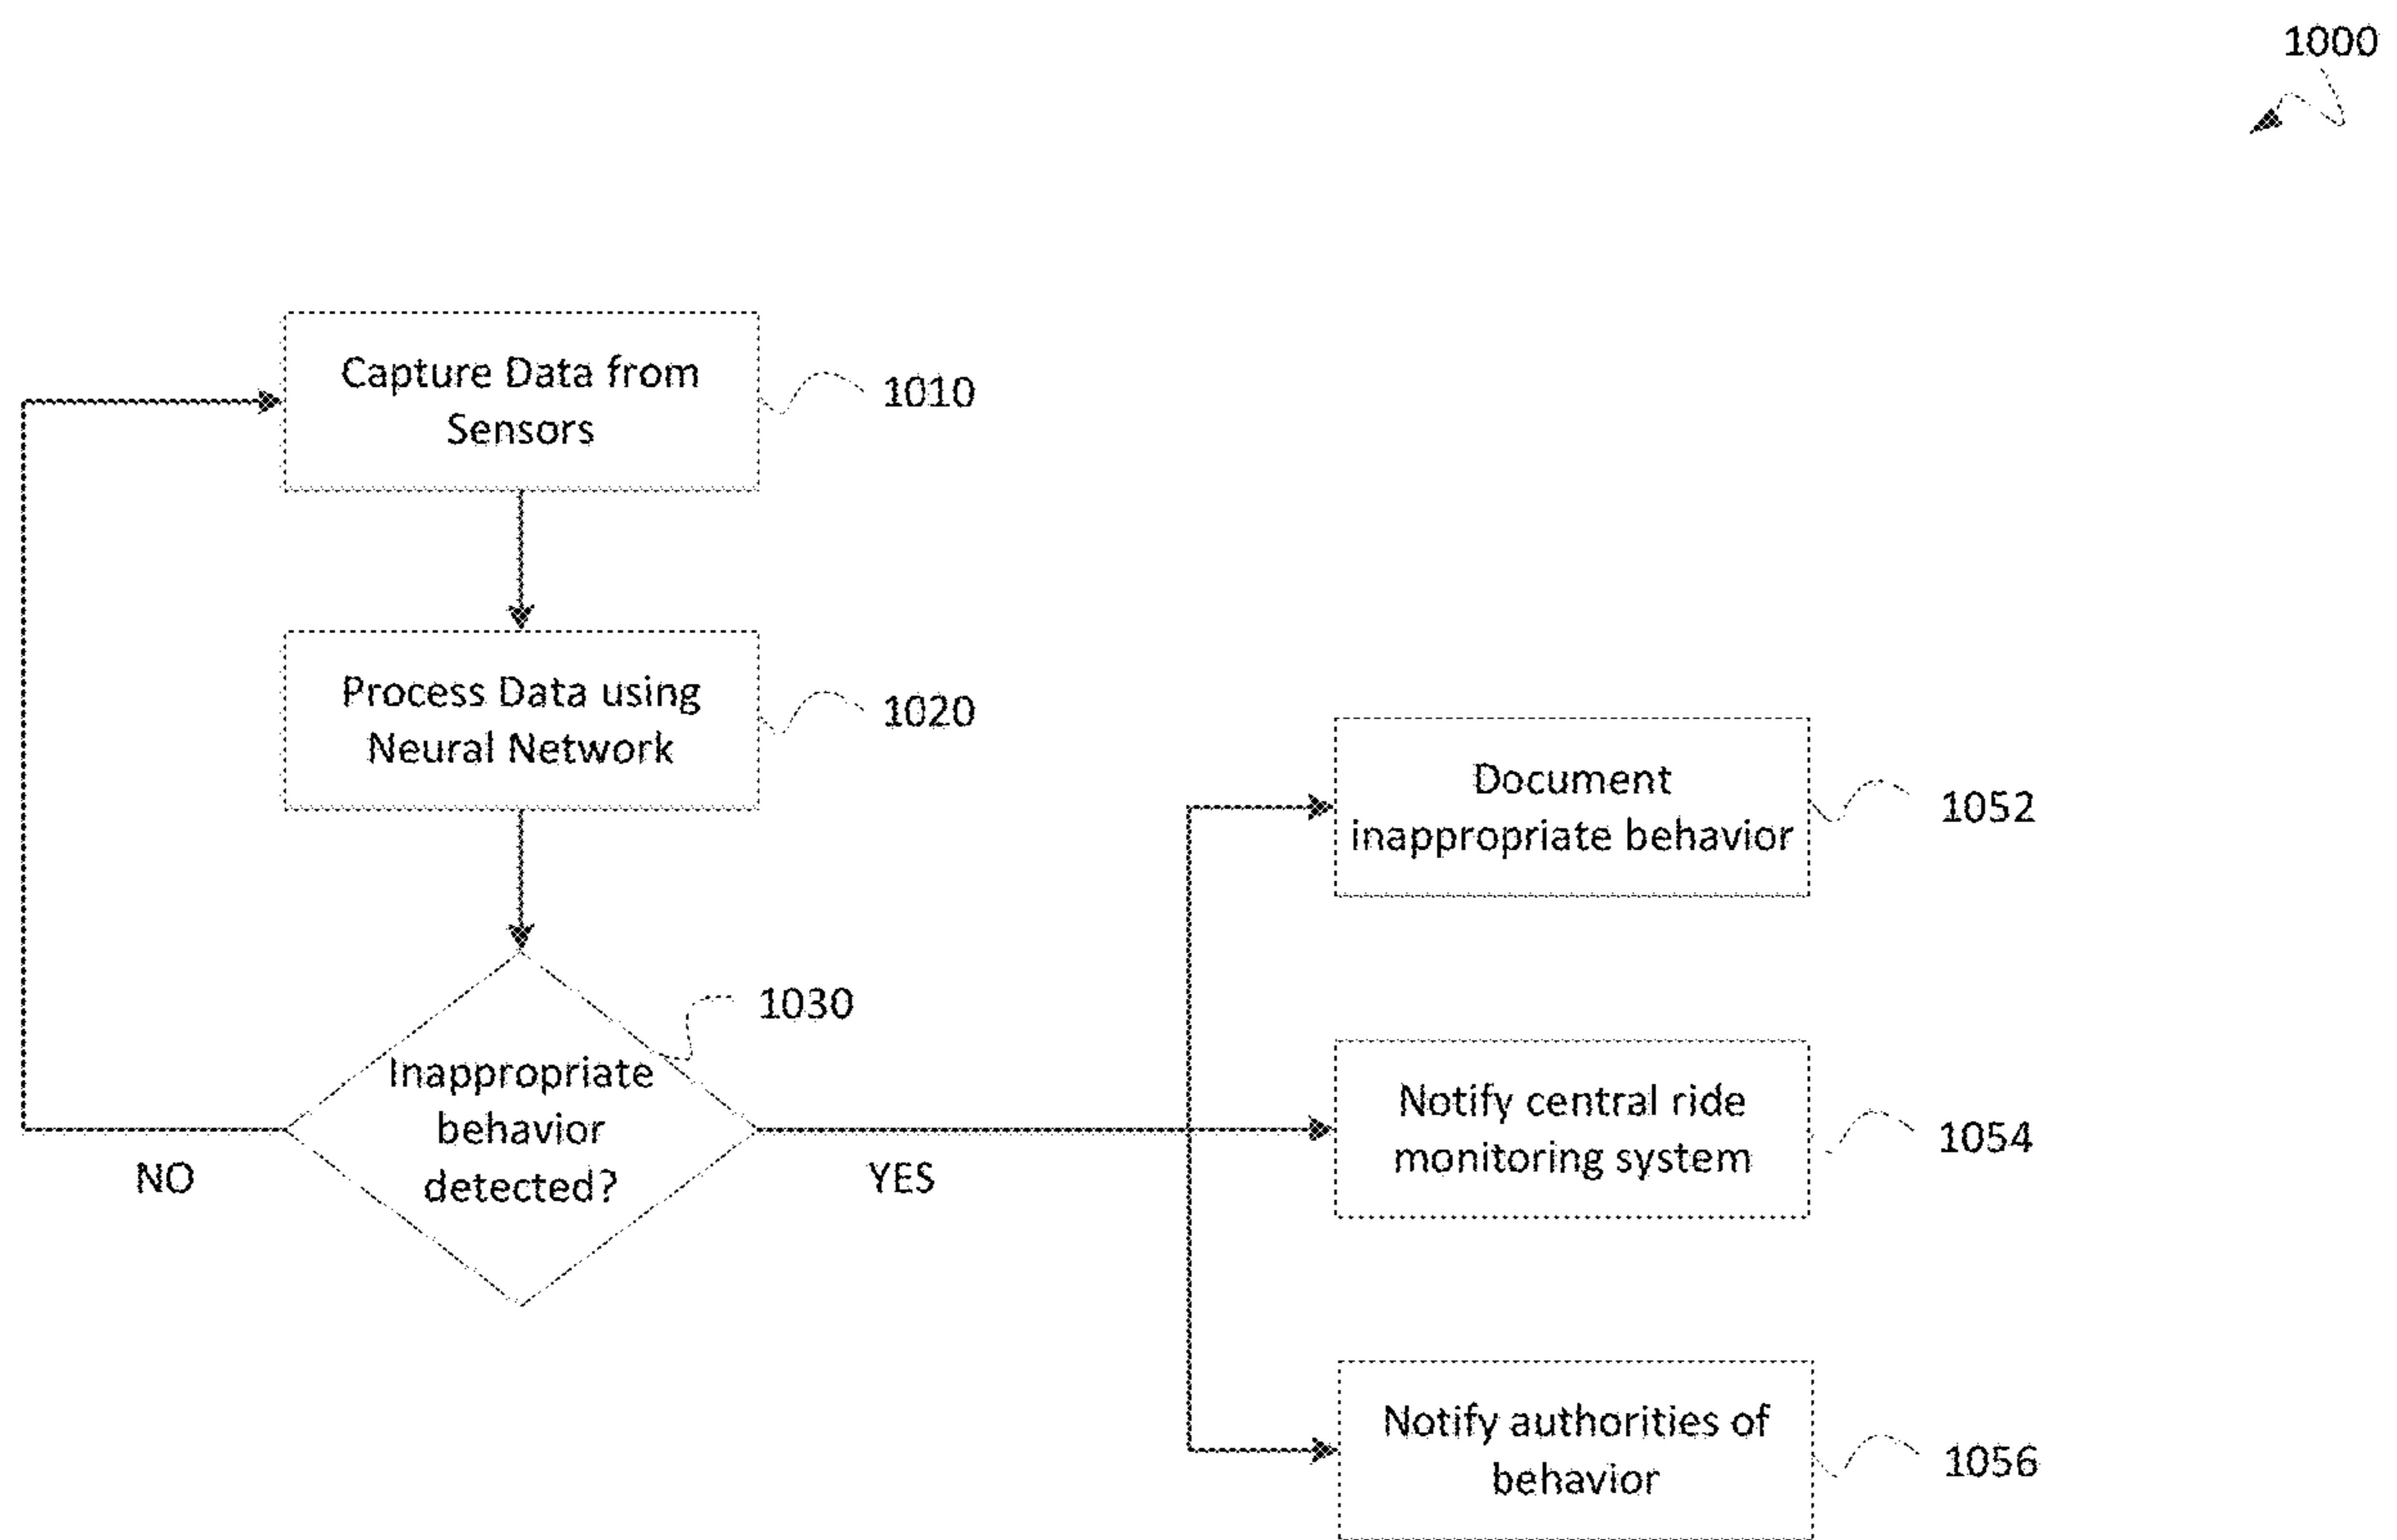 1000
Capture Data from
Sensors
1010
Process Data using
Neural Network
1020
Document
inappropriate behavior
1052
1030
Inappropriate
behavior
detected?
NO
YES
Notify central ride
monitoring system
1054
Notify authorities of
behavior
1056